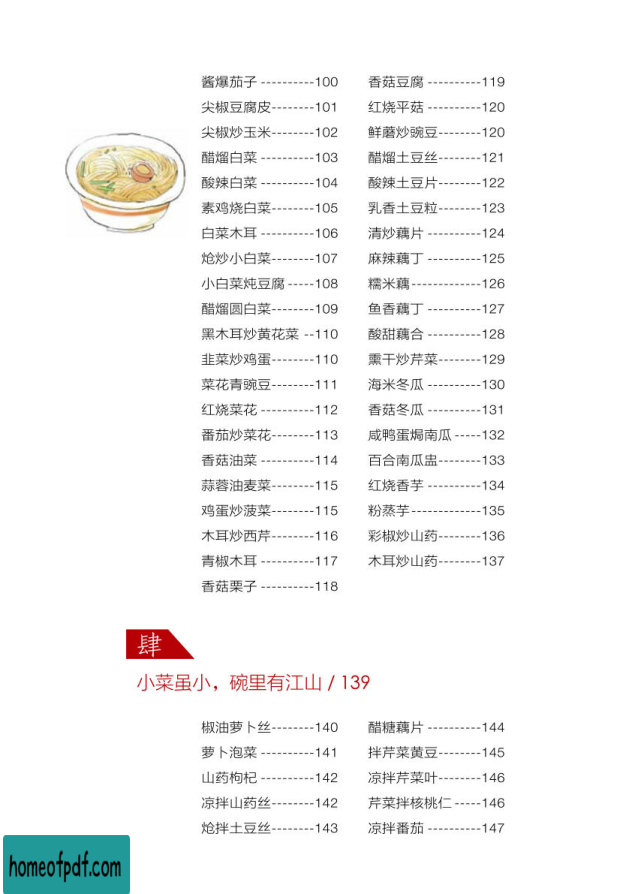 酱爆茄子 ----------100
尖椒豆腐皮--------101
尖椒炒玉米--------102
醋熘白菜 ----------103
酸辣白菜 ----------104
素鸡烧白菜--------105
白菜木耳 ----------106
炝炒小白菜--------107
小白菜炖豆腐 -----108
醋熘圆白菜--------109
黑木耳炒黄花菜 --110
韭菜炒鸡蛋--------110
菜花青豌豆--------111
红烧菜花 ----------112
番茄炒菜花--------113
香菇油菜 ----------114
蒜蓉油麦菜--------115
鸡蛋炒菠菜--------115
木耳炒西芹--------116
青椒木耳 ----------117
香菇栗子 ----------118
香菇豆腐 ----------119
红烧平菇 ----------120
鲜蘑炒豌豆--------120
醋熘土豆丝--------121
酸辣土豆片--------122
乳香土豆粒--------123
清炒藕片 ----------124
麻辣藕丁 ----------125
糯米藕-------------126
鱼香藕丁 ----------127
酸甜藕合 ----------128
熏干炒芹菜--------129
海米冬瓜 ----------130
香菇冬瓜 ----------131
咸鸭蛋焗南瓜 -----132
百合南瓜盅--------133
红烧香芋 ----------134
粉蒸芋-------------135
彩椒炒山药--------136
木耳炒山药--------137
肆
小菜虽小，碗里有江山 / 139
椒油萝卜丝--------140
萝卜泡菜 ----------141
山药枸杞 ----------142
凉拌山药丝--------142
炝拌土豆丝--------143
醋糖藕片 ----------144
拌芹菜黄豆--------145
凉拌芹菜叶--------146
芹菜拌核桃仁 -----146
凉拌番茄 ----------147
homeofpdf.com